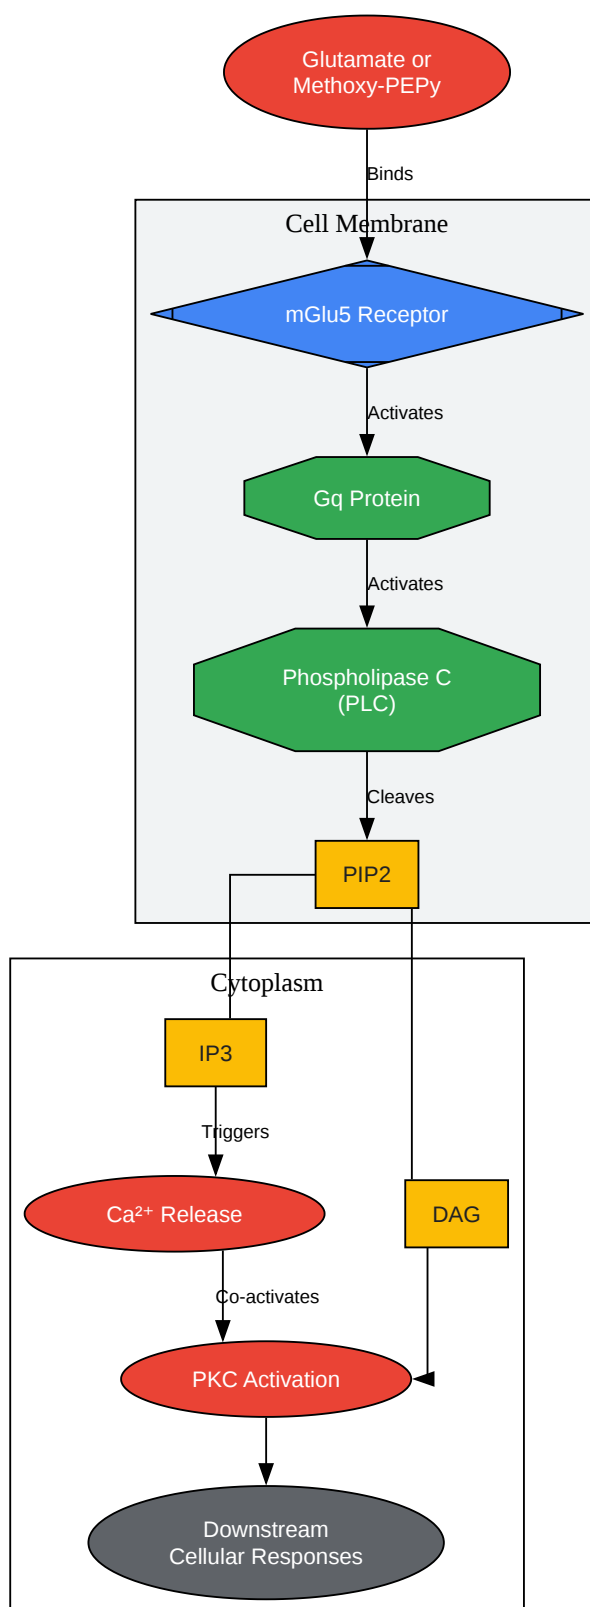 Glutamate or
Methoxy-PEPy
Binds
Cell Membrane
mGlu5 Receptor
Activates
Gq Protein
Activates
Phospholipase C
(PLC)
Cleaves
PIP2
Cytoplasm
IP3
Triggers
Ca²⁺ Release
DAG
Co-activates
PKC Activation
Downstream
Cellular Responses